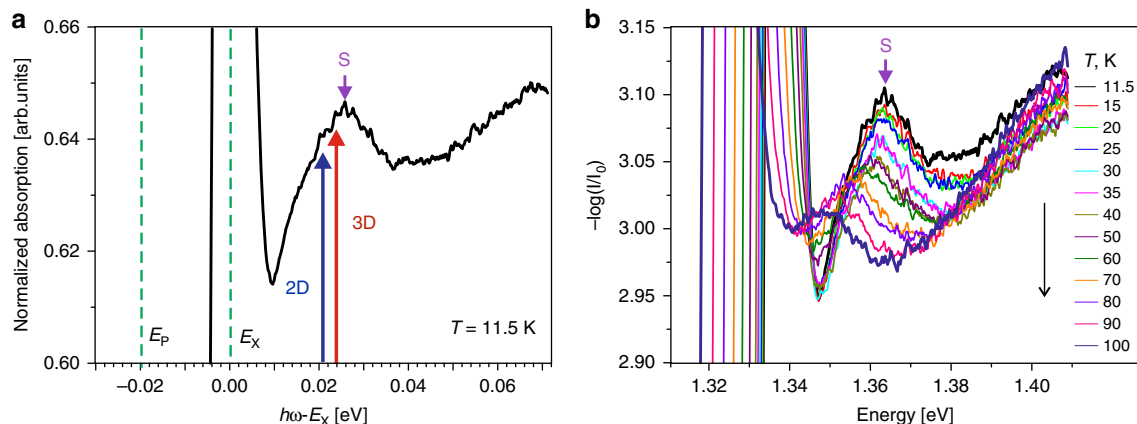 a
0.66
0.64
0.62
0.60
Normalized absorption [arb.units]
S
3D
2D
E_P
E_X
T = 11.5 K
–0.02
0.00
0.02
0.04
0.06
hω-E_X [eV]
b
3.10
3.05
3.00
2.95
2.90
–log(I/I_0)
S
T, K
11.5
15
20
25
30
35
40
50
60
70
80
90
100
1.32
1.34
1.36
1.38
1.40
Energy [eV]